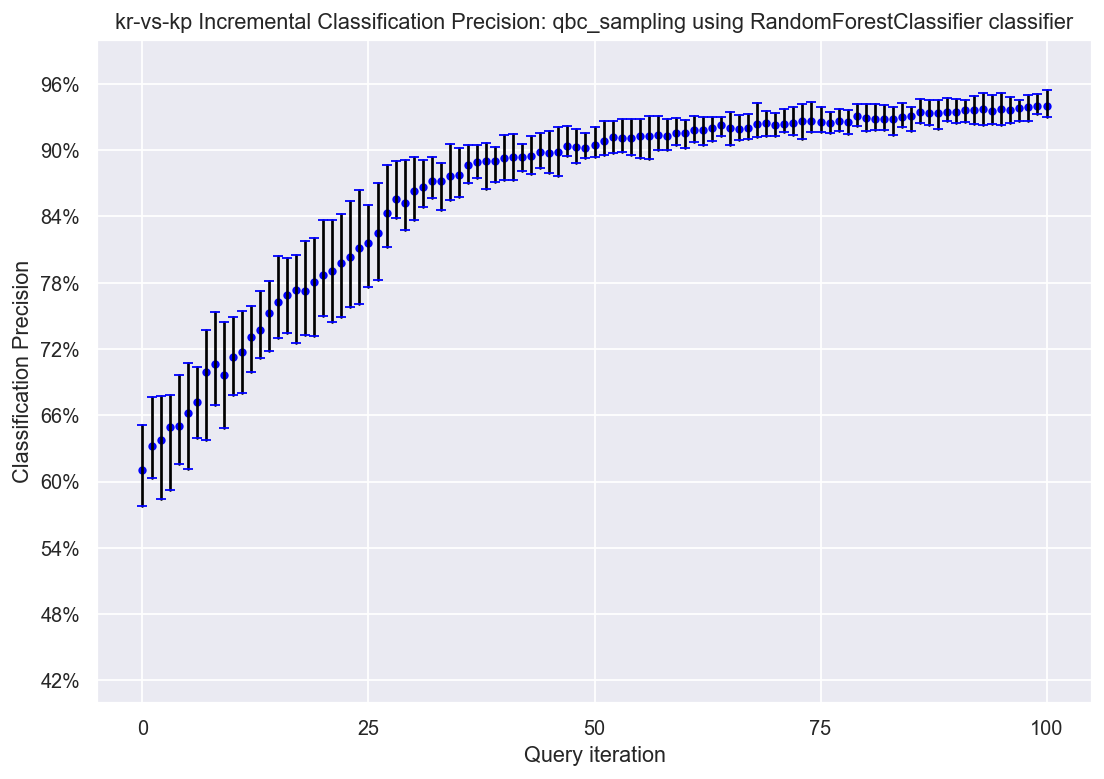 kr-vs-kp Incremental Classification Precision: qbc_sampling using RandomForestClassifier classifier
96%
90%
84%
78%
72%
66%
60%
54%
48%
42%
Classification Precision
0 25 50 75 100
Query iteration